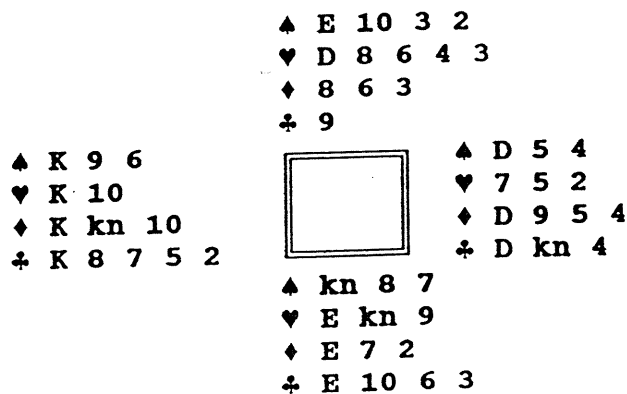 ♠ E 10 3 2
♥ D 8 6 4 3
♦ 8 6 3
♣ 9
♠ K 9 6
♥ K 10
♦ K kn 10
♣ K 8 7 5 2
♠ D 5 4
♥ 7 5 2
♦ D 9 5 4
♣ D kn 4
♠ kn 8 7
♥ E kn 9
♦ E 7 2
♣ E 10 6 3